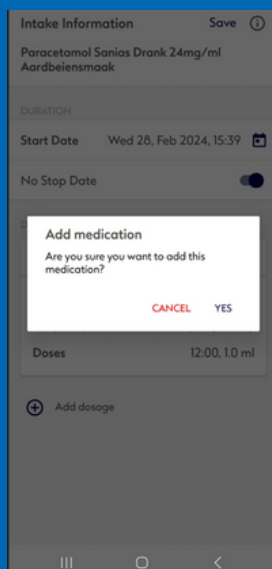 Intake Information Save
Paracetamol Sanias Drank 24mg/ml
Aardbeiensmaak
DURATION
Start Date Wed 28, Feb 2024, 15:39
No Stop Date
D
Add medication
Are you sure you want to add this
medication?
CANCEL YES
Doses 12:00, 1.0 ml
Add dosage